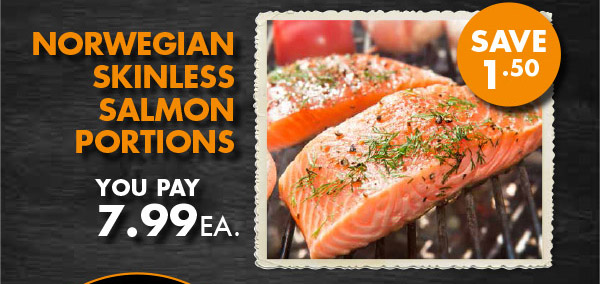 NORWEGIAN
SKINLESS
SALMON
PORTIONS
YOU PAY
7.99EA.
SAVE
1.50